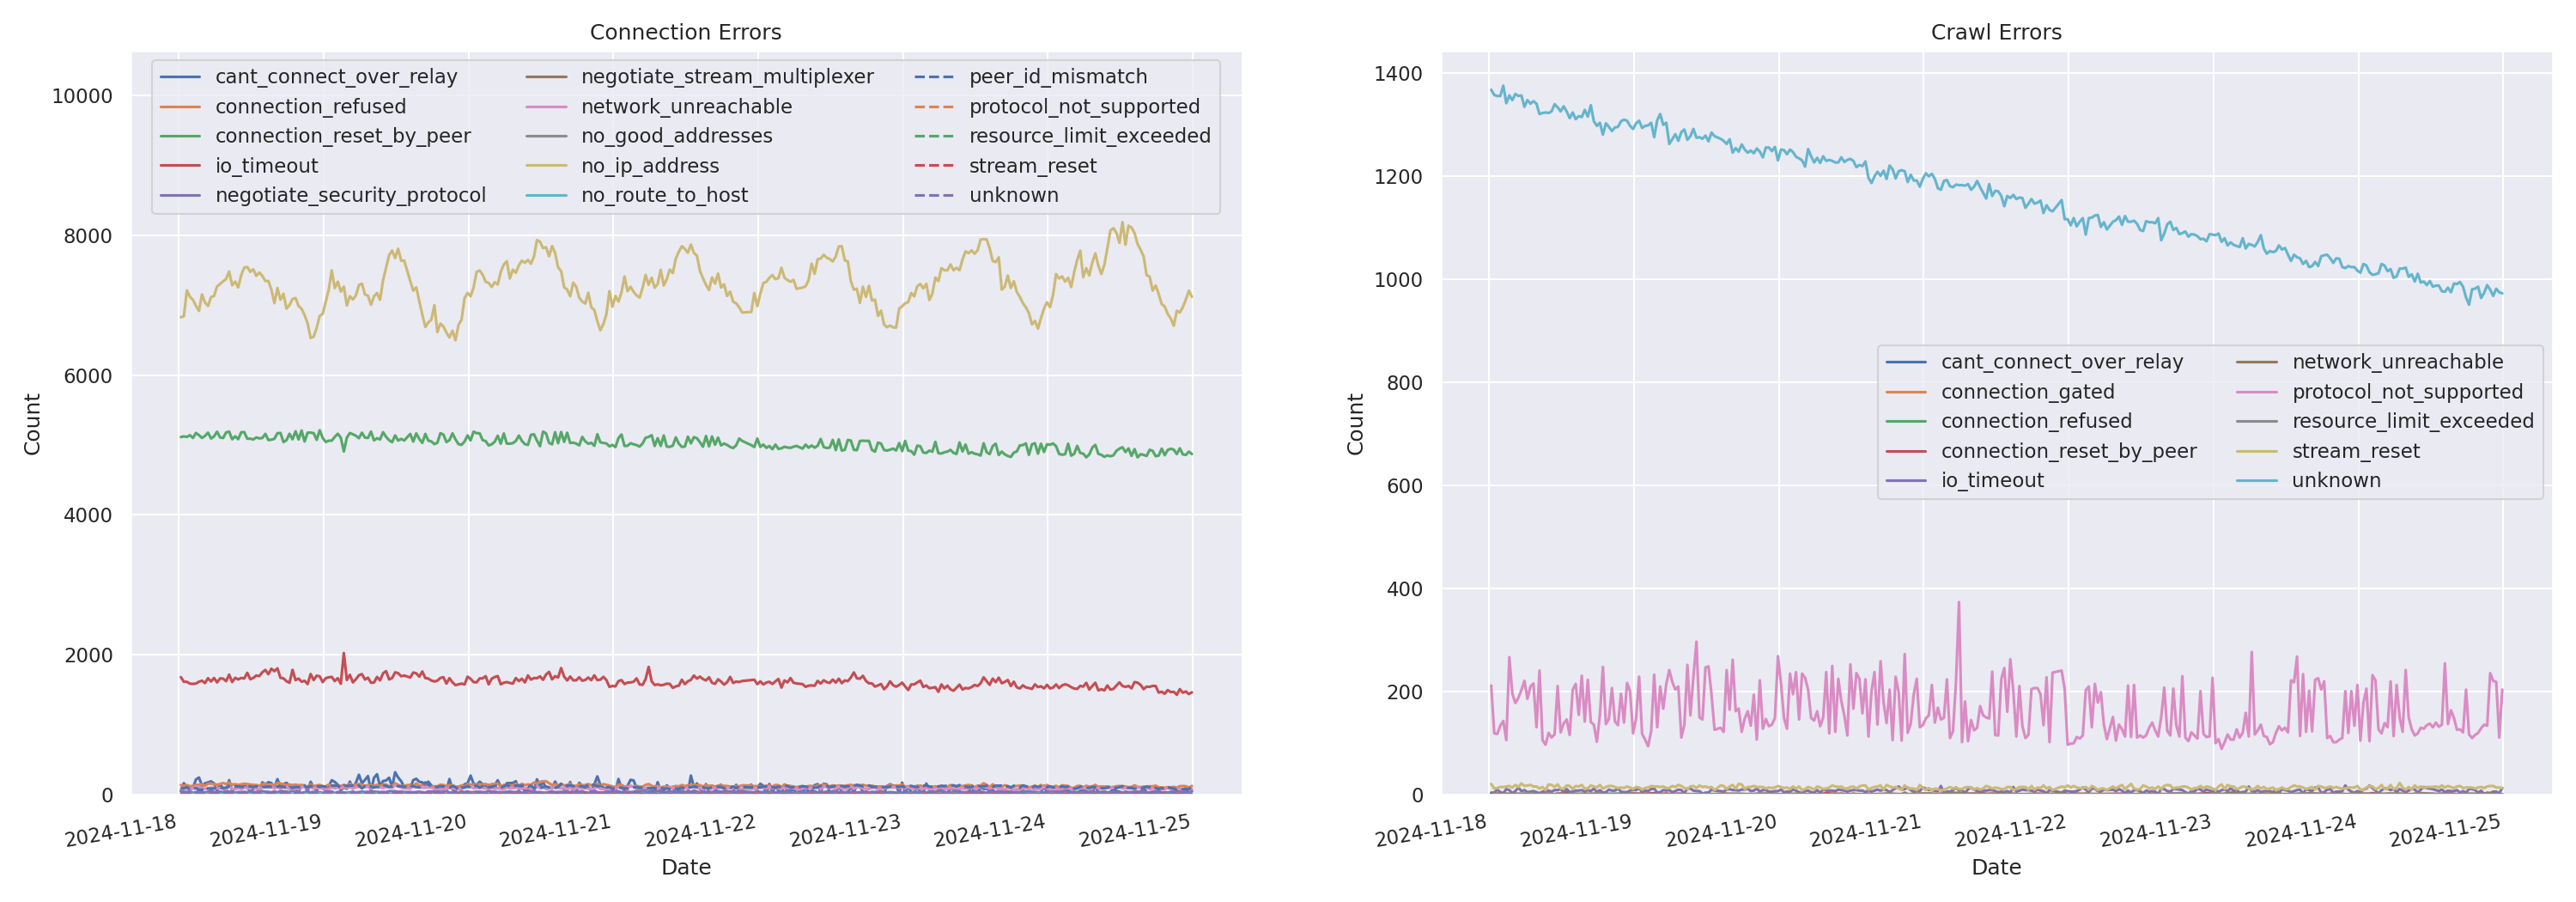 Connection Errors
10000
8000
6000
4000
2000
0
Count
cant_connect_over_relay
connection_refused
connection_reset_by_peer
io_timeout
negotiate_security_protocol
negotiate_stream_multiplexer
network_unreachable
no_good_addresses
no_ip_address
no_route_to_host
peer_id_mismatch
protocol_not_supported
resource_limit_exceeded
stream_reset
unknown
2024-11-18
2024-11-19
2024-11-20
2024-11-21
2024-11-22
2024-11-23
2024-11-24
2024-11-25
Date
Crawl Errors
1400
1200
1000
800
600
400
200
0
Count
cant_connect_over_relay
connection_gated
connection_refused
connection_reset_by_peer
io_timeout
network_unreachable
protocol_not_supported
resource_limit_exceeded
stream_reset
unknown
2024-11-18
2024-11-19
2024-11-20
2024-11-21
2024-11-22
2024-11-23
2024-11-24
2024-11-25
Date